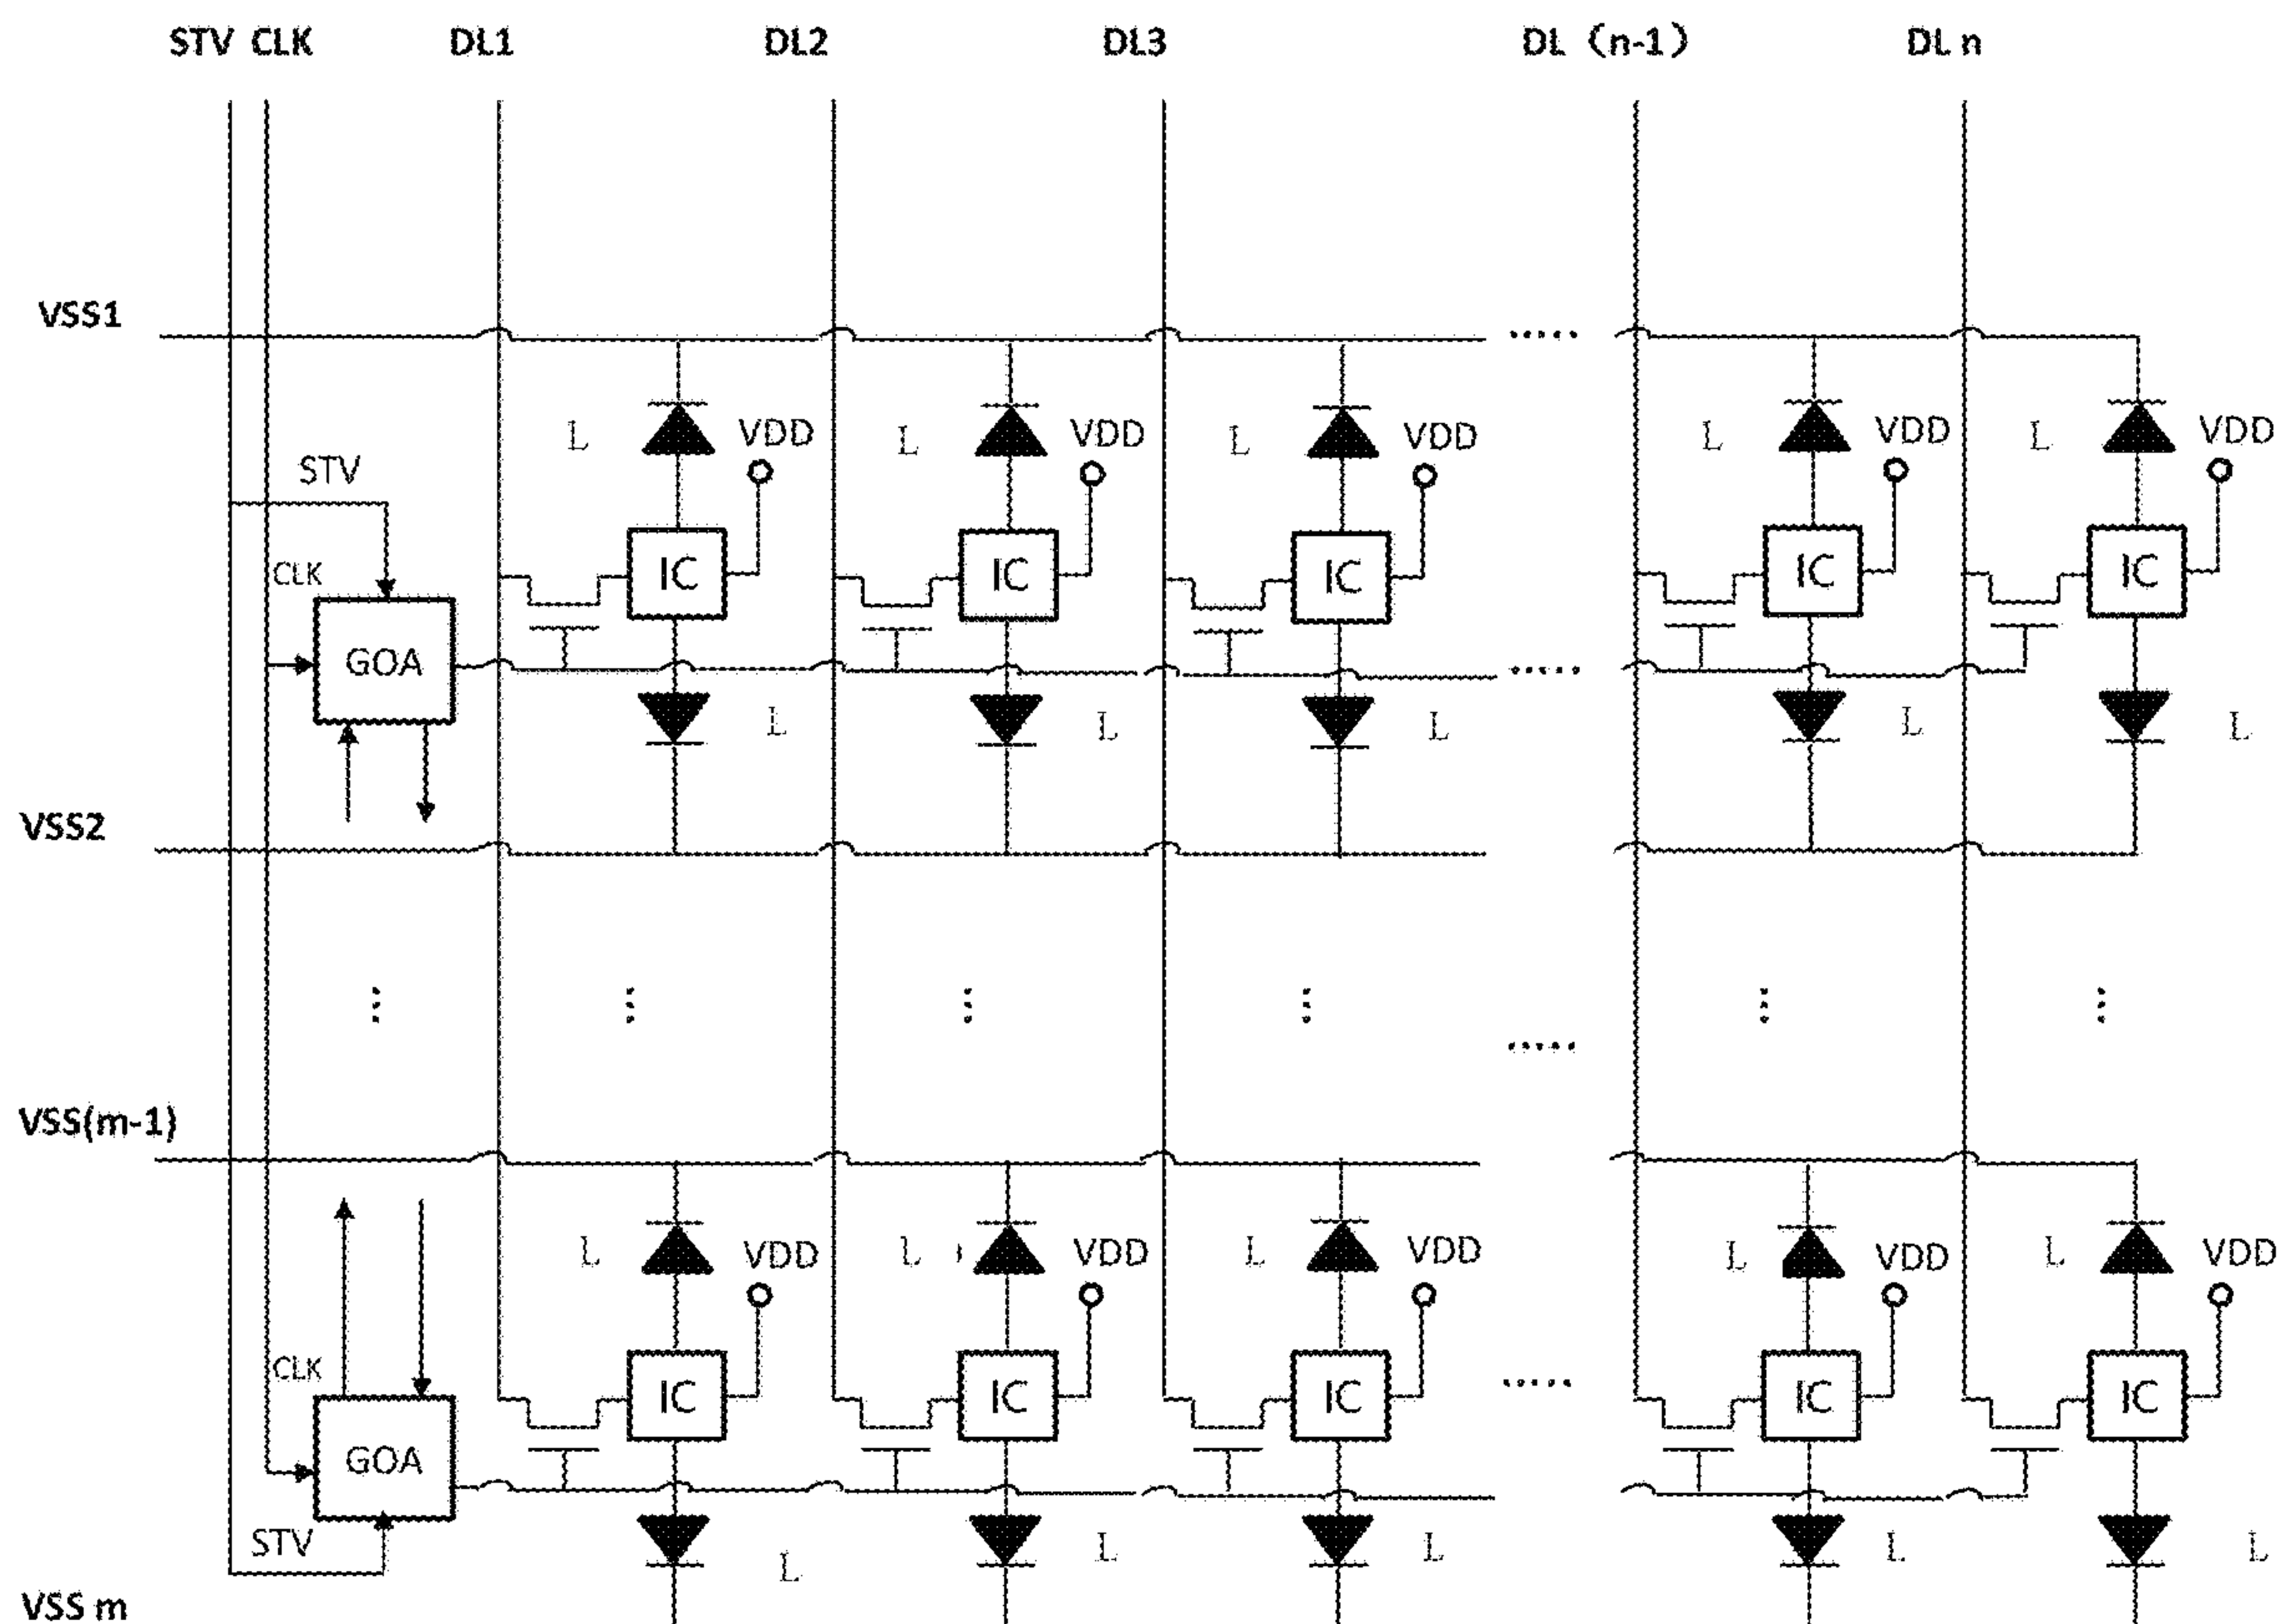 STV CLK DL1 DL2 DL3 DL（n-1） DL n
VSS1
L VDD L VDD L VDD L VDD L VDD
STV
CLK IC IC IC IC IC
GOA
L L L L L
VSS2
VSS(m-1)
L VDD L VDD L VDD L VDD L VDD
CLK IC IC IC IC IC
GOA
STV L L L L L
VSS m